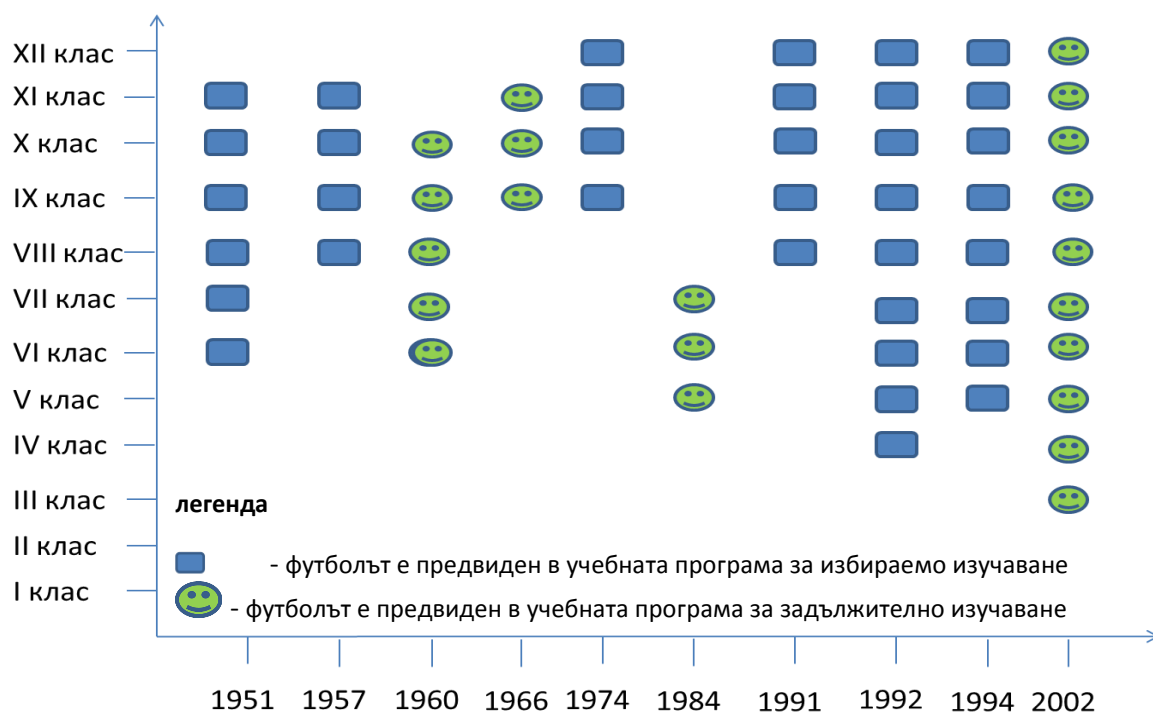 XII клас
XI клас
X клас
IX клас
VIII клас
VII клас
VI клас
V клас
IV клас
III клас
II клас
I клас
легенда
- футболът е предвиден в учебната програма за избираемо изучаване
- футболът е предвиден в учебната програма за задължително изучаване
1951 1957 1960 1966 1974 1984 1991 1992 1994 2002